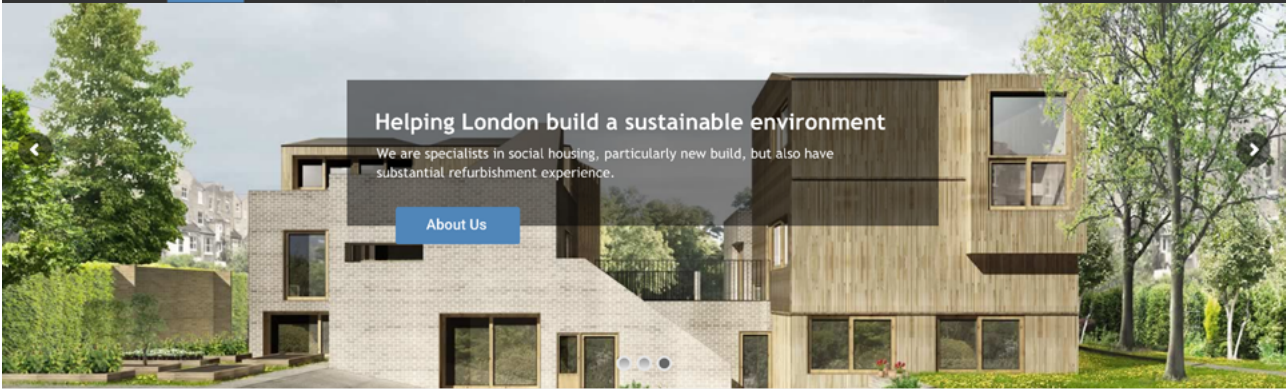 Helping London build a sustainable environment
We are specialists in social housing, particularly new build, but also have
substantial refurbishment experience.
About Us